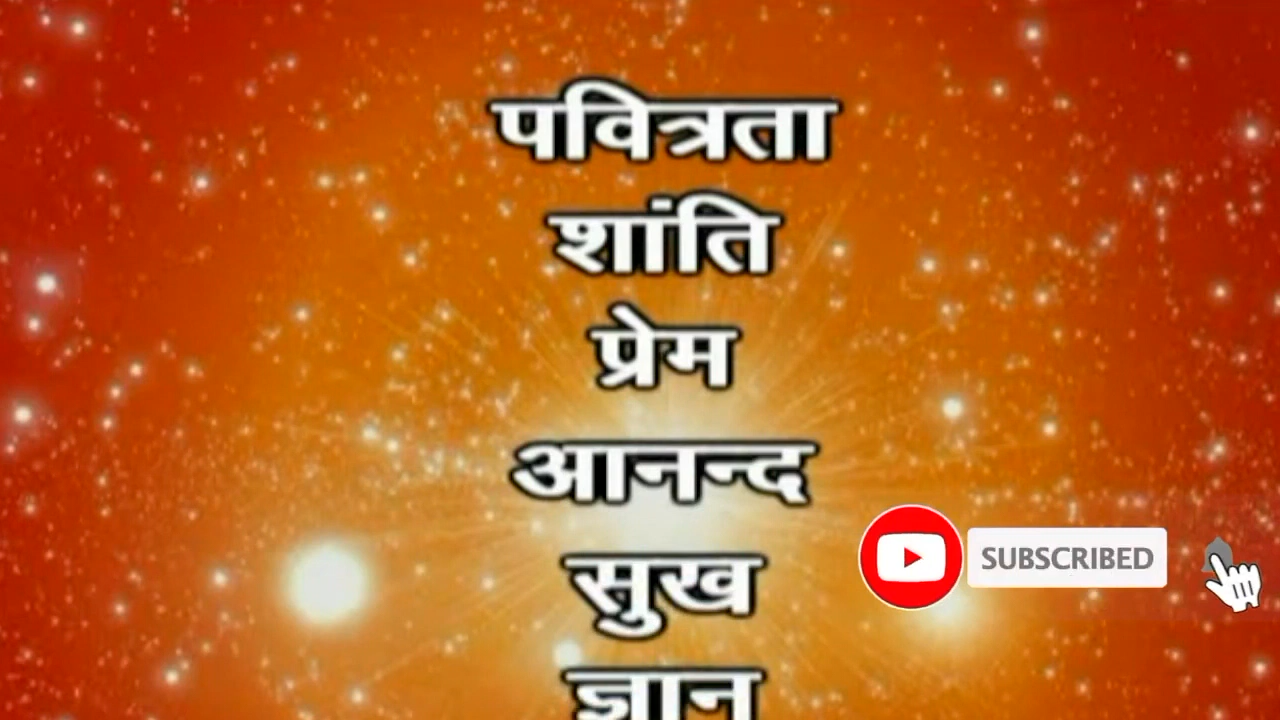 पवित्रता
शांति
प्रेम
आनन्द
SUBSCRIBED
सुख
ज्ञान